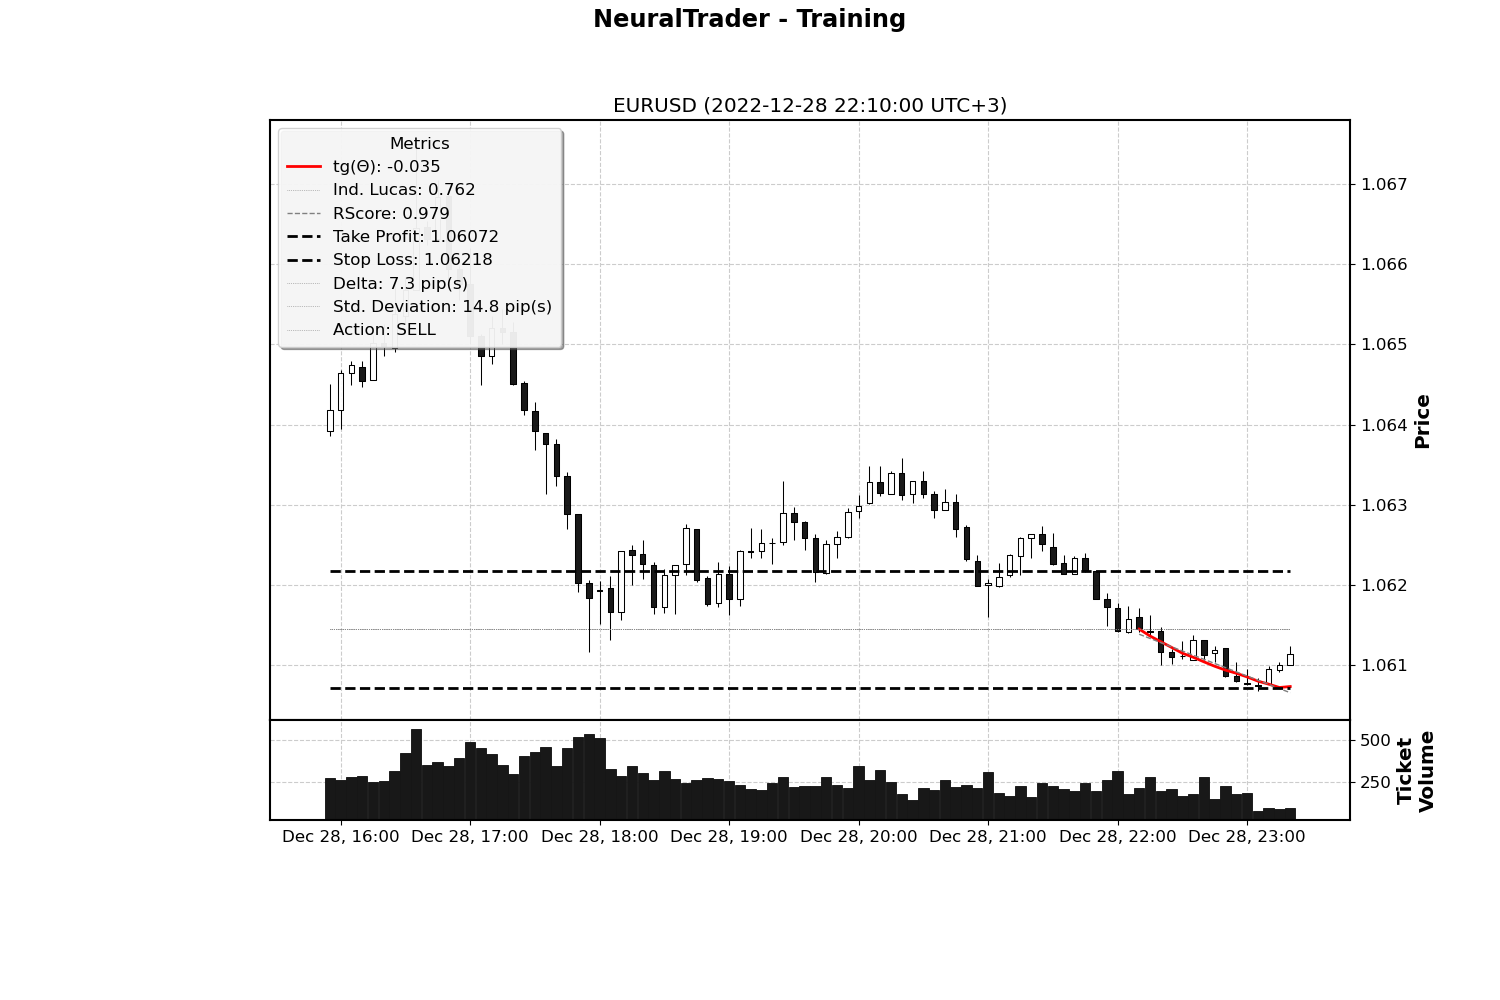 NeuralTrader - Training
EURUSD (2022-12-28 22:10:00 UTC+3)
Metrics
tg(Θ): -0.035
Ind. Lucas: 0.762
RScore: 0.979
Take Profit: 1.06072
Stop Loss: 1.06218
Delta: 7.3 pip(s)
Std. Deviation: 14.8 pip(s)
Action: SELL
1.067
1.066
1.065
1.064
1.063
1.062
1.061
Price
500
250
Ticket
Volume
Dec 28, 16:00 Dec 28, 17:00 Dec 28, 18:00 Dec 28, 19:00 Dec 28, 20:00 Dec 28, 21:00 Dec 28, 22:00 Dec 28, 23:00